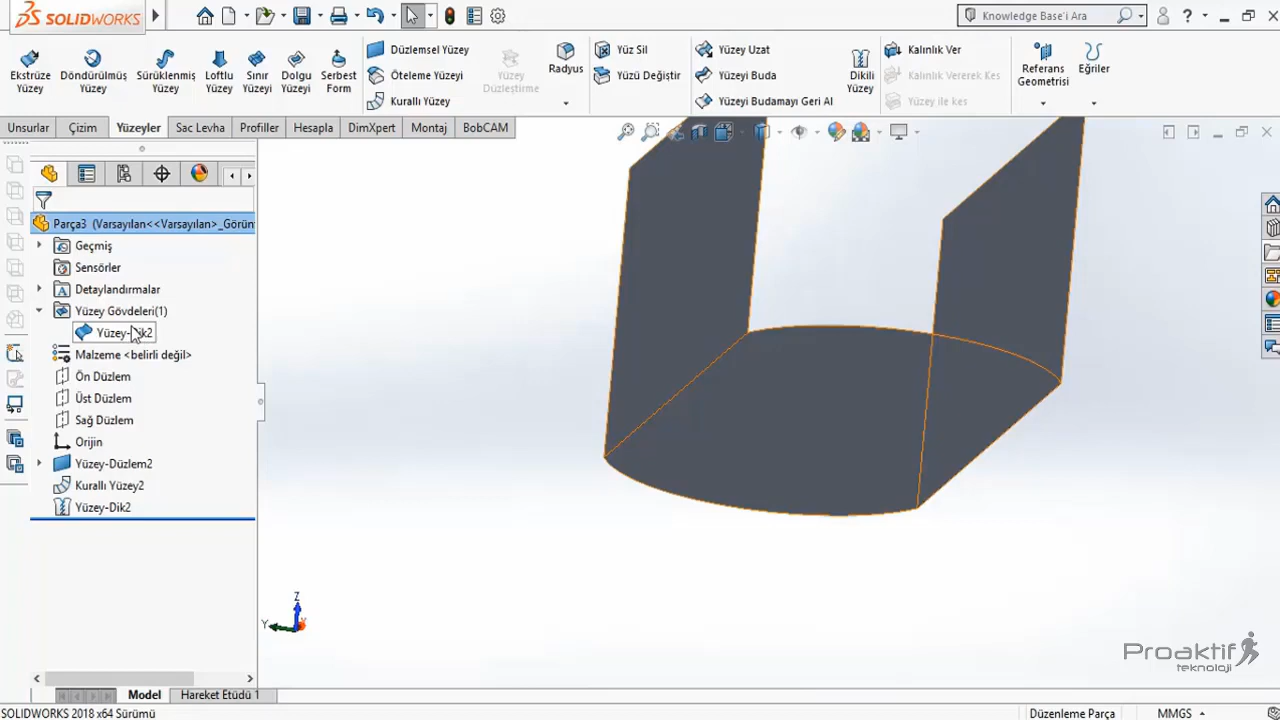 SOLIDWORKS
Knowledge Base'i Ara
Ekstrüze Yüzey
Döndürülmüş Yüzey
Sürüklenmiş Yüzey
Loftlu Yüzey
Sınır Yüzeyi
Dolgu Yüzeyi
Serbest Form
Düzlemsel Yüzey
Öteleme Yüzeyi
Kurallı Yüzey
Yüzey Düzleştirme
Radyus
Yüz Sil
Yüzü Değiştir
Yüzey Uzat
Yüzeyi Buda
Yüzeyi Budamayı Geri Al
Dikili Yüzey
Kalınlık Ver
Kalınlık Vererek Kes
Yüzey ile kes
Referans Geometrisi
Eğriler
Unsurlar
Çizim
Yüzeyler
Sac Levha
Profiller
Hesapla
DimXpert
Montaj
BobCAM
Parça3 (Varsayılan<<Varsayılan>_Görün
Geçmiş
Sensörler
Detaylandırmalar
Yüzey Gövdeleri(1)
Yüzey-Dik2
Malzeme <belirli değil>
Ön Düzlem
Üst Düzlem
Sağ Düzlem
Orijin
Yüzey-Düzlem2
Kurallı Yüzey2
Yüzey-Dik2
Z
Y
Proaktif
teknoloji
Model
Hareket Etüdü 1
SOLIDWORKS 2018 x64 Sürümü
Düzenleme Parça
MMGS